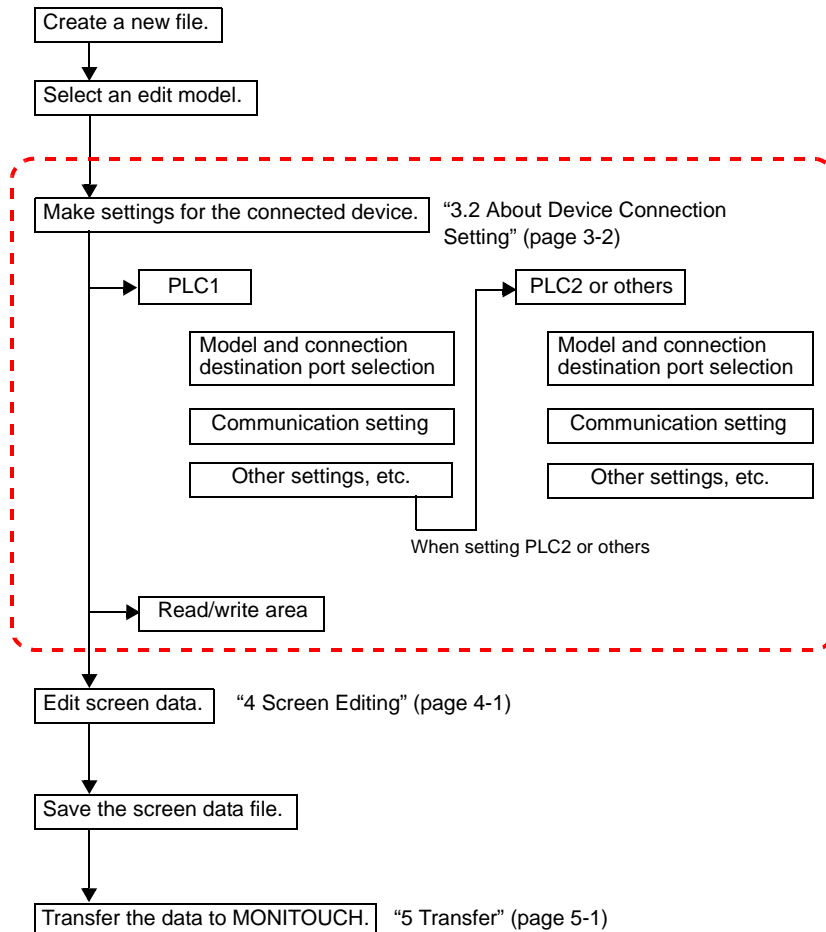 Create a new file.
Select an edit model.
Make settings for the connected device.
“3.2 About Device Connection
Setting” (page 3-2)
PLC1
PLC2 or others
Model and connection
destination port selection
Model and connection
destination port selection
Communication setting
Communication setting
Other settings, etc.
Other settings, etc.
When setting PLC2 or others
Read/write area
Edit screen data.
“4 Screen Editing” (page 4-1)
Save the screen data file.
Transfer the data to MONITOUCH.
“5 Transfer” (page 5-1)